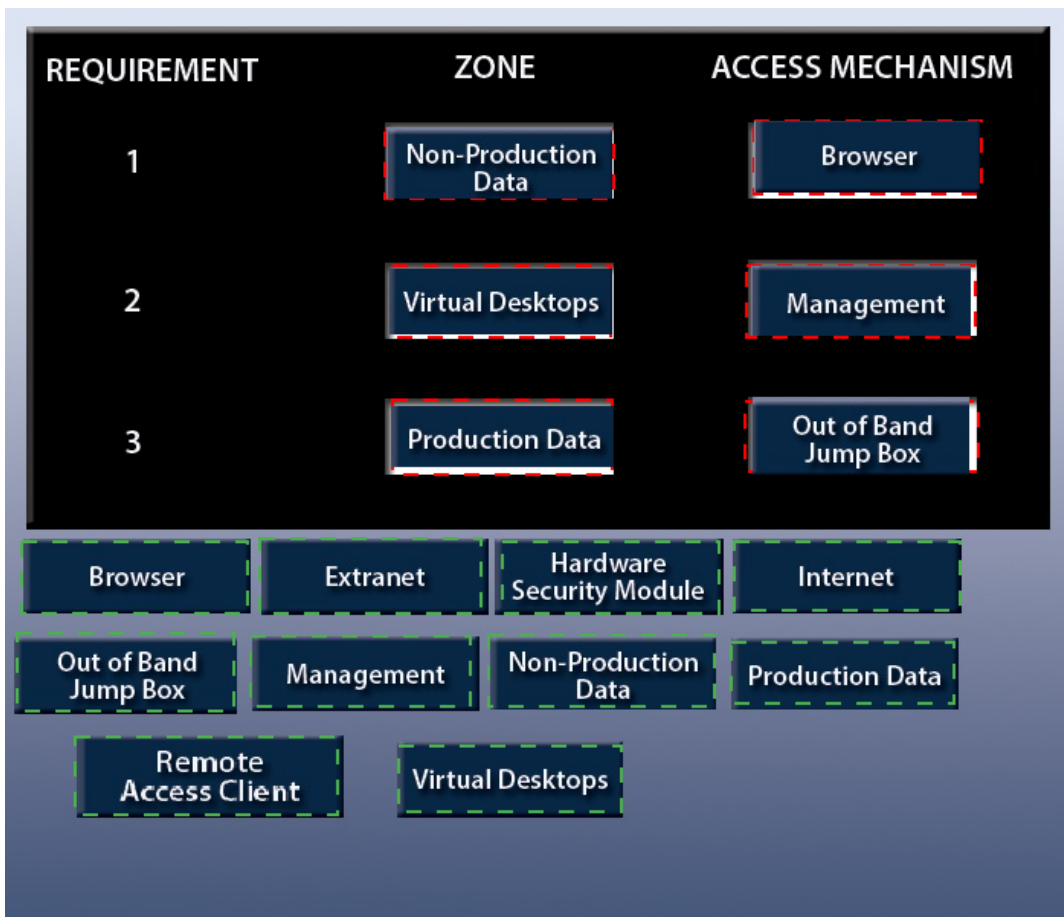 REQUIREMENT ZONE ACCESS MECHANISM
1 Non-Production Data Browser
2 Virtual Desktops Management
3 Production Data Out of Band Jump Box
Browser Extranet Hardware Security Module Internet
Out of Band Jump Box Management Non-Production Data Production Data
Remote Access Client Virtual Desktops